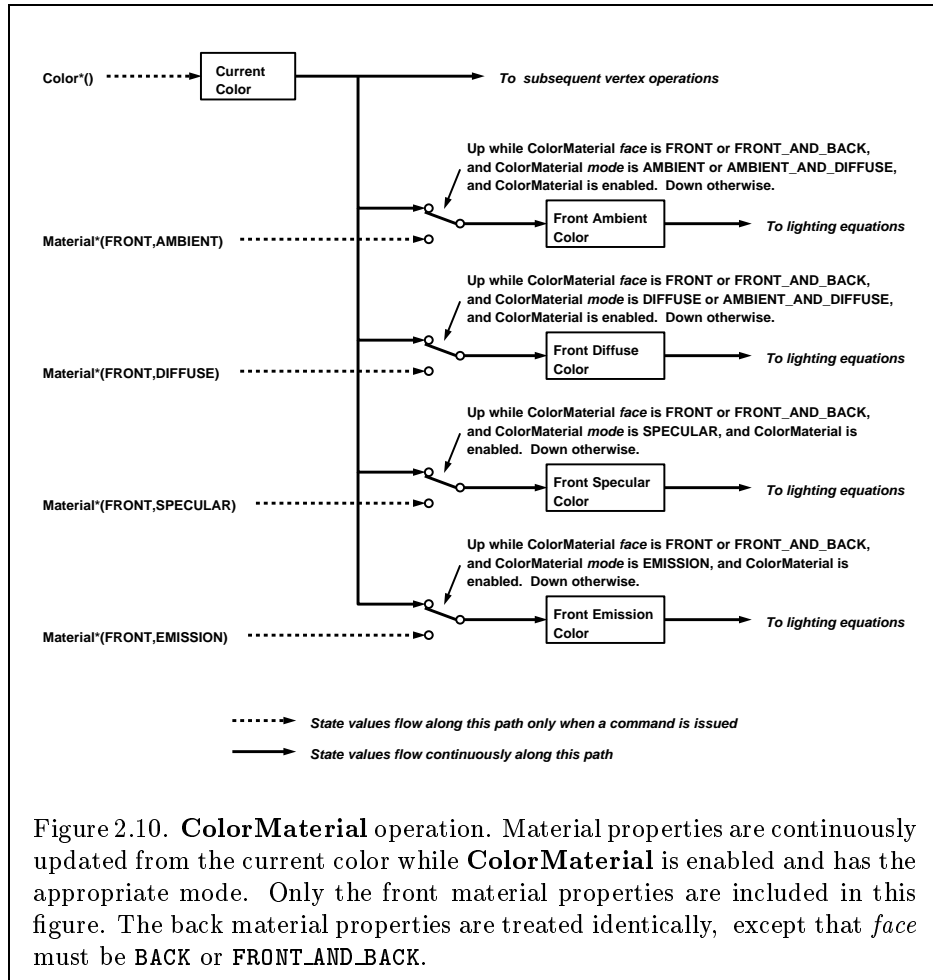 Color*()
Current
Color
To subsequent vertex operations
Up while ColorMaterial face is FRONT or FRONT_AND_BACK,
and ColorMaterial mode is AMBIENT or AMBIENT_AND_DIFFUSE,
and ColorMaterial is enabled. Down otherwise.
Material*(FRONT,AMBIENT)
Front Ambient
Color
To lighting equations
Up while ColorMaterial face is FRONT or FRONT_AND_BACK,
and ColorMaterial mode is DIFFUSE or AMBIENT_AND_DIFFUSE,
and ColorMaterial is enabled. Down otherwise.
Material*(FRONT,DIFFUSE)
Front Diffuse
Color
To lighting equations
Up while ColorMaterial face is FRONT or FRONT_AND_BACK,
and ColorMaterial mode is SPECULAR, and ColorMaterial is
enabled. Down otherwise.
Material*(FRONT,SPECULAR)
Front Specular
Color
To lighting equations
Up while ColorMaterial face is FRONT or FRONT_AND_BACK,
and ColorMaterial mode is EMISSION, and ColorMaterial is
enabled. Down otherwise.
Material*(FRONT,EMISSION)
Front Emission
Color
To lighting equations
State values flow along this path only when a command is issued
State values flow continuously along this path
Figure 2.10. ColorMaterial operation. Material properties are continuously
updated from the current color while ColorMaterial is enabled and has the
appropriate mode. Only the front material properties are included in this
figure. The back material properties are treated identically, except that face
must be BACK or FRONT_AND_BACK.